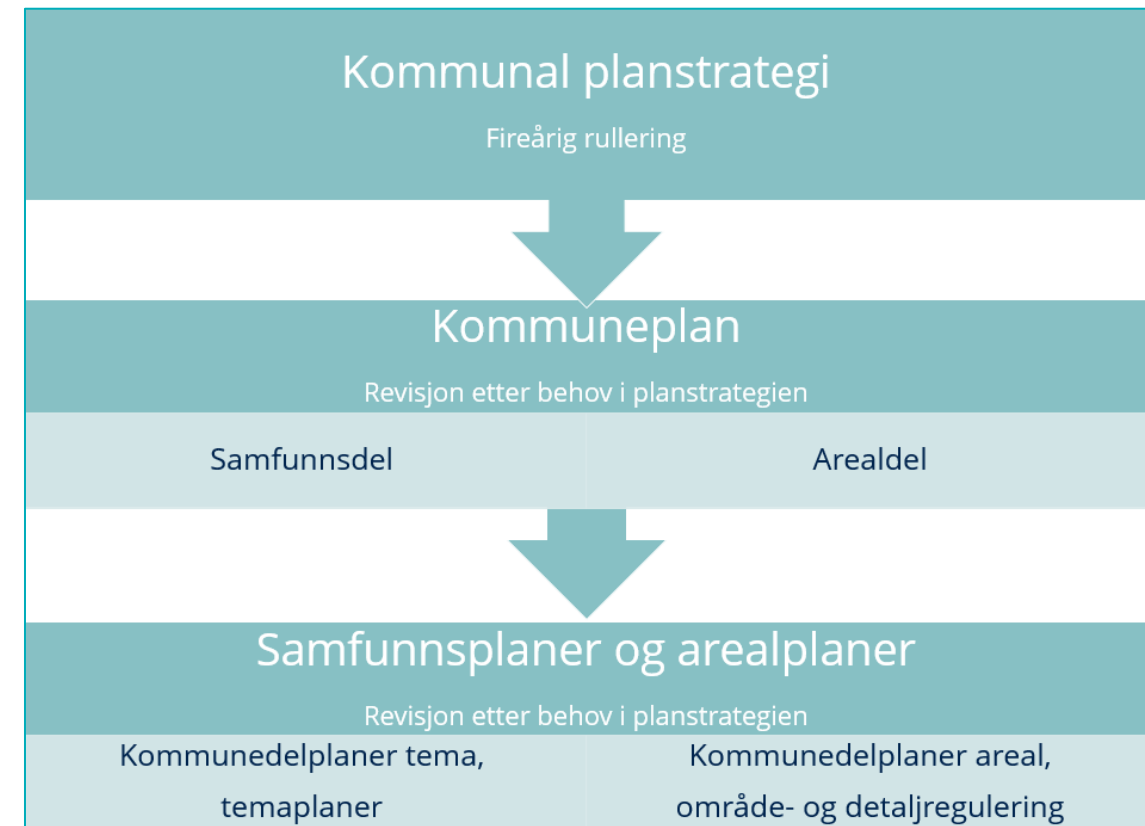 Kommunal planstrategi
Fireårig rullering
Kommuneplan
Revisjon etter behov i planstrategien
Samfunnsdel
Arealdel
Samfunnsplaner og arealplaner
Revisjon etter behov i planstrategien
Kommunedelplaner tema,
temaplaner
Kommunedelplaner areal,
område- og detaljregulering